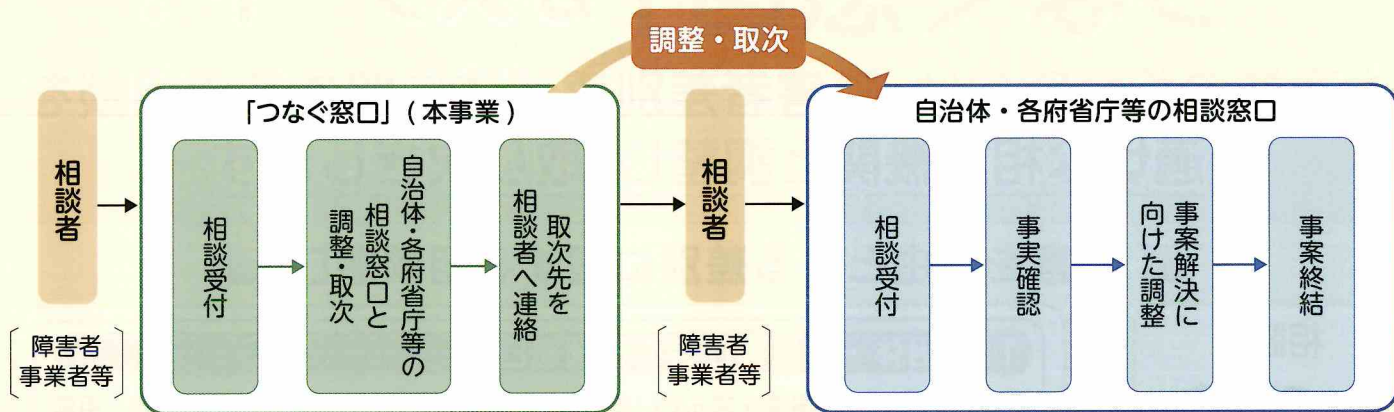 調整・取次
相談者
障害者
事業者等
「つなぐ窓口」(本事業)
相談受付
自治体・各府省庁等の
相談窓口と
調整・取次
取次先を
相談者へ連絡
相談者
障害者
事業者等
自治体・各府省庁等の相談窓口
相談受付
事実確認
事案解決に
向けた調整
事案終結